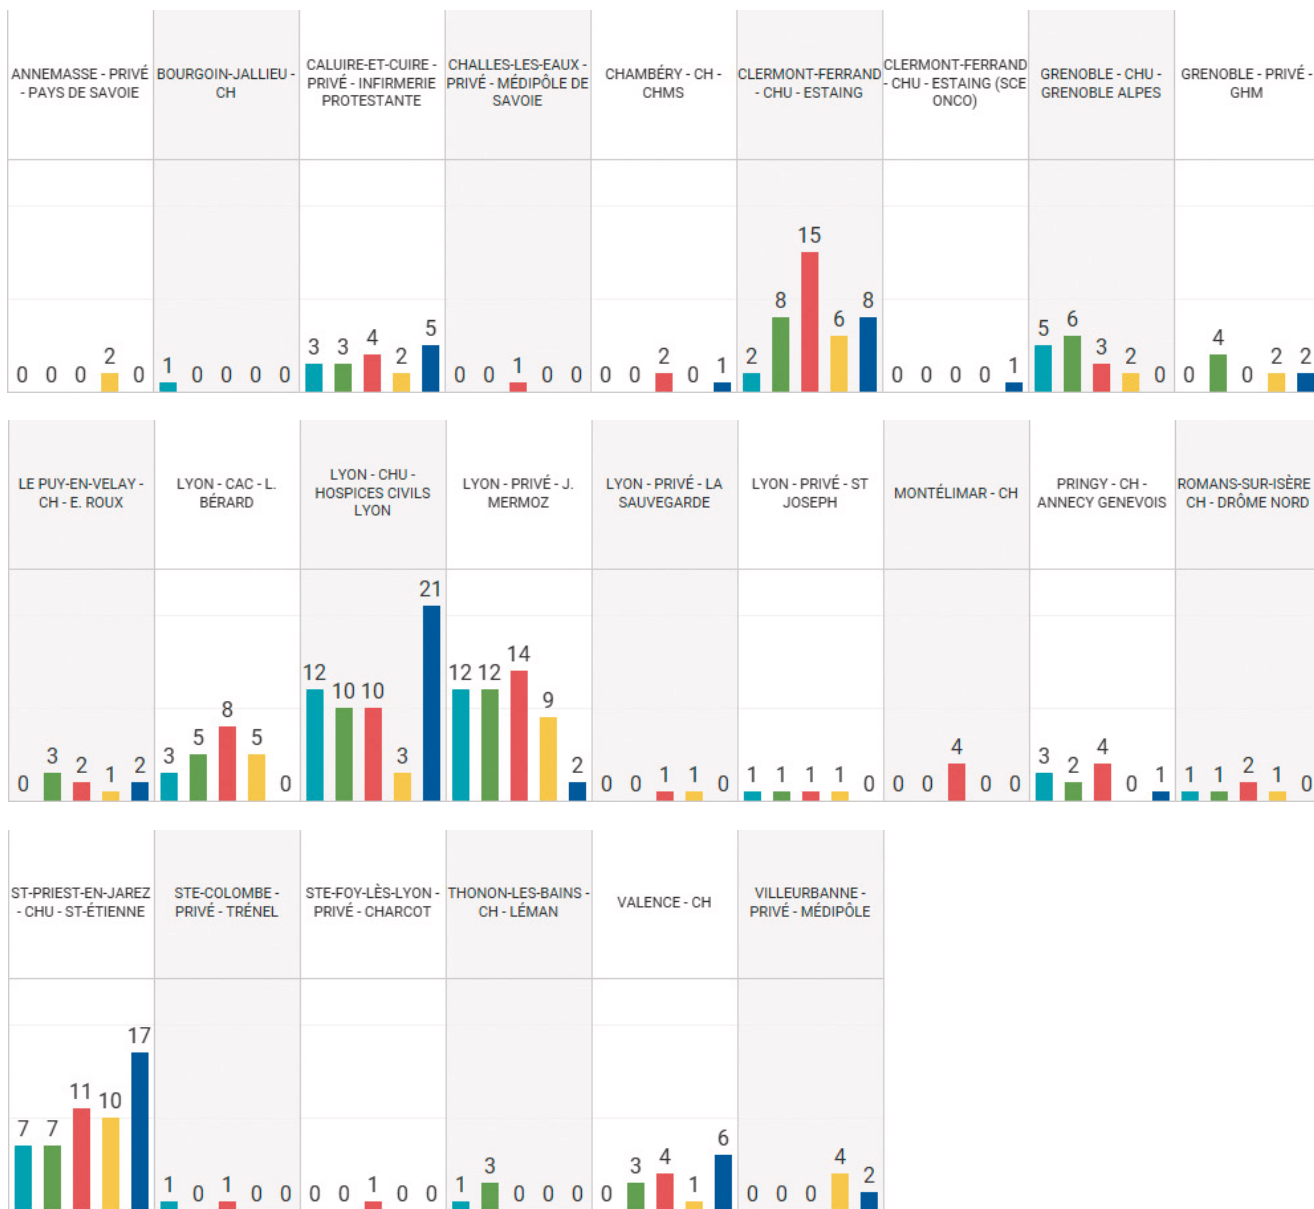 ANNEMASSE - PRIVÉ
- PAYS DE SAVOIE
BOURGOIN-JALLIEU -
CH
CALUIRE-ET-CUIRE -
PRIVÉ - INFIRMERIE
PROTESTANTE
CHALLES-LES-EAUX -
PRIVÉ - MÉDIPÔLE DE
SAVOIE
CHAMBÉRY - CH -
CHMS
CLERMONT-FERRAND
- CHU - ESTAING
CLERMONT-FERRAND
- CHU - ESTAING (SCE
ONCO)
GRENOBLE - CHU -
GRENOBLE ALPES
GRENOBLE - PRIVÉ -
GHM
0 0 0 2 0
1 0 0 0 0
3 3 4 2 5
0 0 1 0 0
0 0 2 0 1
2 8 15 6 8
0 0 0 0 1
5 6 3 2 0
0 4 0 2 2
LE PUY-EN-VELAY -
CH - E. ROUX
LYON - CAC - L.
BÉRARD
LYON - CHU -
HOSPICES CIVILS
LYON
LYON - PRIVÉ - J.
MERMOZ
LYON - PRIVÉ - LA
SAUVEGARDE
LYON - PRIVÉ - ST
JOSEPH
MONTÉLIMAR - CH
PRINGY - CH -
ANNECY GENEVOIS
ROMANS-SUR-ISÈRE
CH - DRÔME NORD
0 3 2 1 2
3 5 8 5 0
12 10 10 3 21
12 12 14 9 2
0 0 1 1 0
1 1 1 1 0
0 0 4 0 0
3 2 4 0 1
1 1 2 1 0
ST-PRIEST-EN-JAREZ
- CHU - ST-ÉTIENNE
STE-COLOMBE -
PRIVÉ - TRÉNEL
STE-FOY-LÈS-LYON -
PRIVÉ - CHARCOT
THONON-LES-BAINS -
CH - LÉMAN
VALENCE - CH
VILLEURBANNE -
PRIVÉ - MÉDIPÔLE
7 7 11 10 17
1 0 1 0 0
0 0 1 0 0
1 3 0 0 0
0 3 4 1 6
0 0 0 4 2